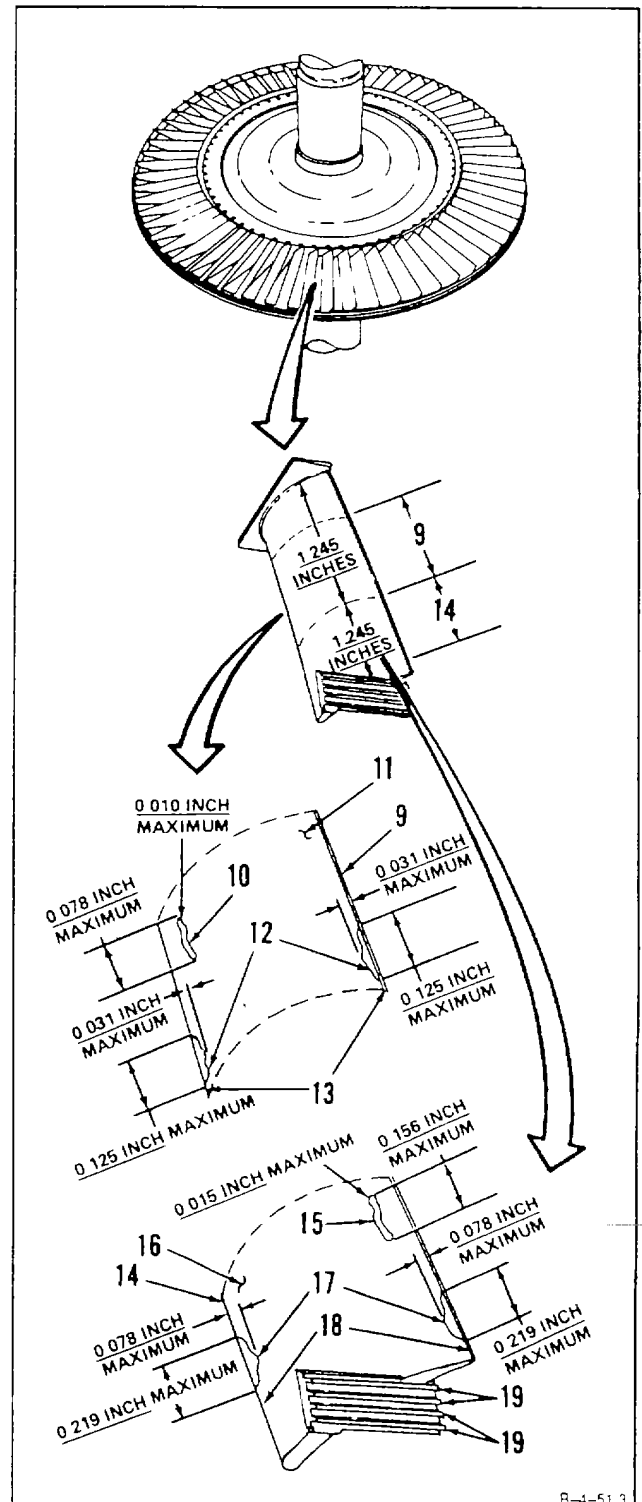 1.245
INCHES
9
14
1.245
INCHES
11
0 010 INCH
MAXIMUM
9
0 031 INCH
MAXIMUM
0 078 INCH
MAXIMUM
10
12
0 125 INCH
MAXIMUM
0 031 INCH
MAXIMUM
13
0 125 INCH MAXIMUM
0 156 INCH
MAXIMUM
0 015 INCH MAXIMUM
15
0 078 INCH
MAXIMUM
16
14
17
18
0 078 INCH
MAXIMUM
0 219 INCH
MAXIMUM
0 219 INCH MAXIMUM
19
19
B-4-51.3